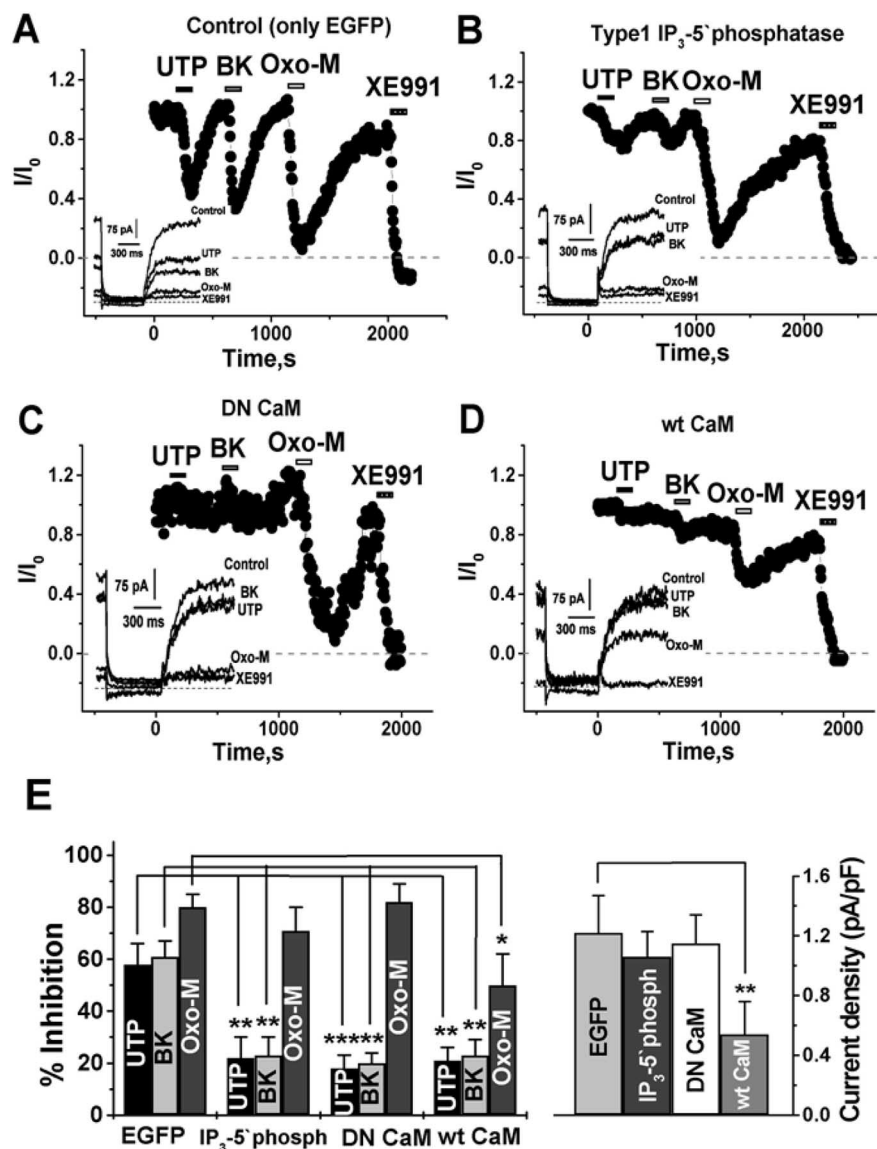 A
Control (only EGFP)
UTP BK Oxo-M
XE991
1.2
0.8
0.4
0.0
I/I0
75 pA
300 ms
Control
UTP
BK
Oxo-M
XE991
0 1000 2000
Time,s
B
Type1 IP3-5`phosphatase
UTP BK Oxo-M
XE991
1.2
0.8
0.4
0.0
I/I0
75 pA
300 ms
Control
UTP
BK
Oxo-M
XE991
0 1000 2000
Time,s
C
DN CaM
UTP BK Oxo-M
XE991
1.2
0.8
0.4
0.0
I/I0
75 pA
300 ms
Control
BK
UTP
Oxo-M
XE991
0 1000 2000
Time,s
D
wt CaM
UTP BK Oxo-M
XE991
1.2
0.8
0.4
0.0
I/I0
75 pA
300 ms
Control
UTP
BK
Oxo-M
XE991
0 1000 2000
Time,s
E
% Inhibition
100
80
60
40
20
0
UTP BK Oxo-M
** **
UTP BK Oxo-M
*** **
UTP BK Oxo-M
** ** *
UTP BK Oxo-M
EGFP IP3-5`phosph DN CaM wt CaM
EGFP
IP3-5`phosph
DN CaM
**
wt CaM
1.6
1.2
0.8
0.4
0.0
Current density (pA/pF)